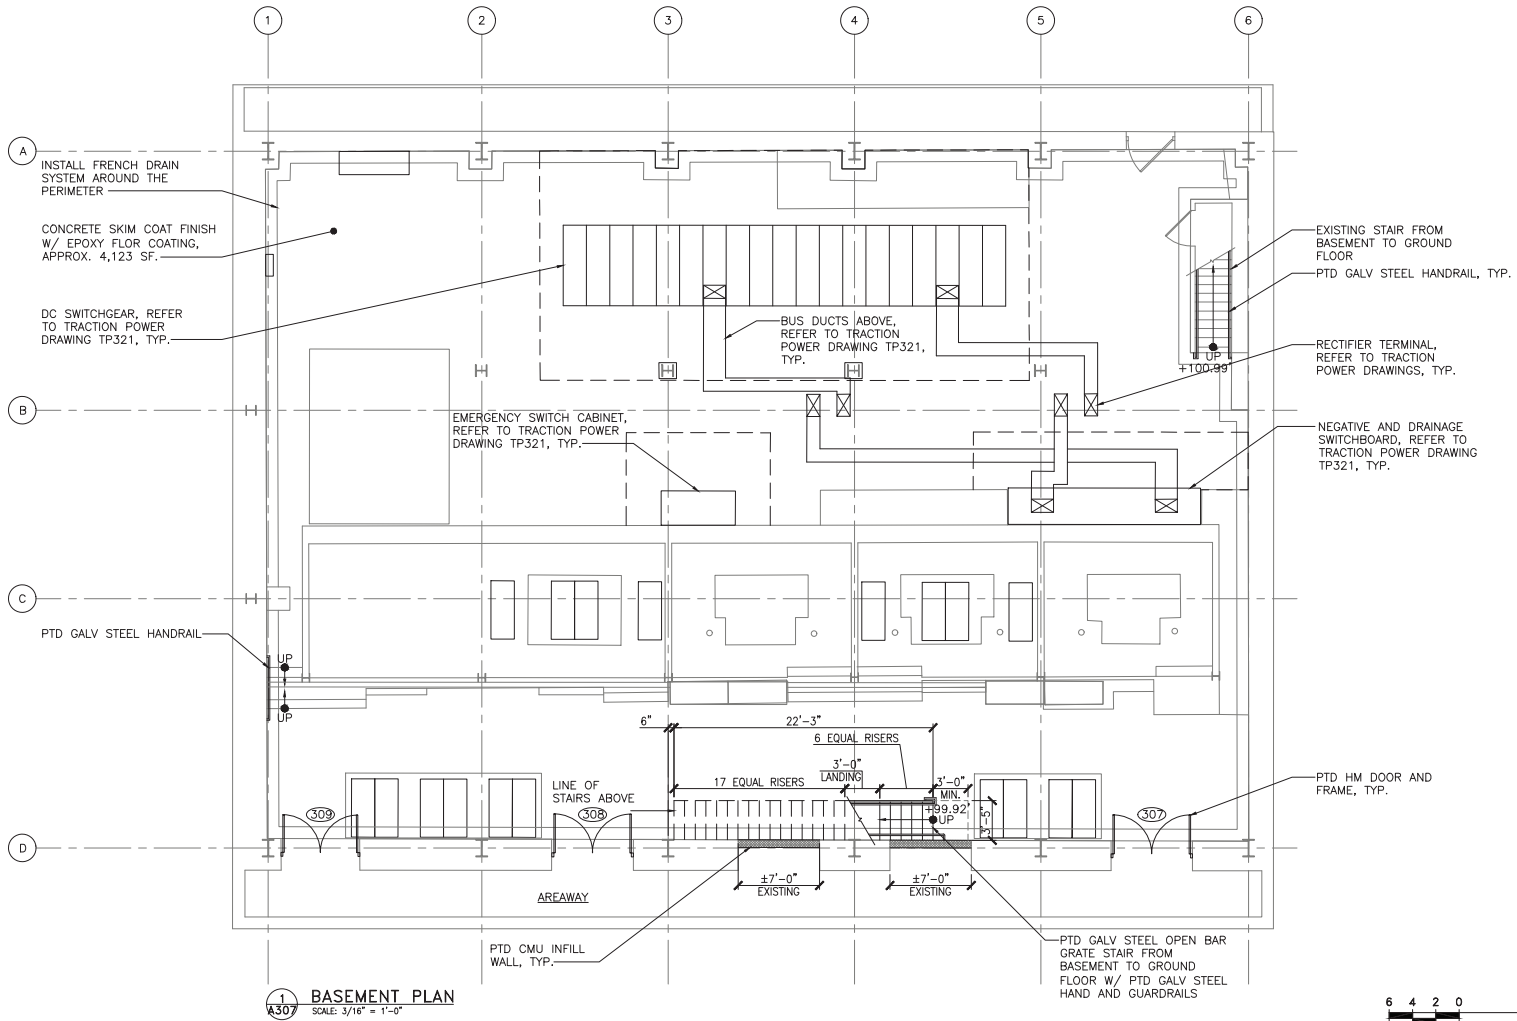 1
2
3
4
5
6
A
INSTALL FRENCH DRAIN
SYSTEM AROUND THE
PERIMETER
CONCRETE SKIM COAT FINISH
W/ EPOXY FLOR COATING,
APPROX. 4,123 SF.
DC SWITCHGEAR, REFER
TO TRACTION POWER
DRAWING TP321, TYP.
BUS DUCTS ABOVE,
REFER TO TRACTION
POWER DRAWING TP321,
TYP.
EXISTING STAIR FROM
BASEMENT TO GROUND
FLOOR
PTD GALV STEEL HANDRAIL, TYP.
UP
+100.99'
RECTIFIER TERMINAL,
REFER TO TRACTION
POWER DRAWINGS, TYP.
B
EMERGENCY SWITCH CABINET,
REFER TO TRACTION POWER
DRAWING TP321, TYP.
NEGATIVE AND DRAINAGE
SWITCHBOARD, REFER TO
TRACTION POWER DRAWING
TP321, TYP.
C
PTD GALV STEEL HANDRAIL
UP
UP
6"
22'-3"
6 EQUAL RISERS
3'-0"
LANDING
17 EQUAL RISERS
3'-0"
MIN.
LINE OF
STAIRS ABOVE
+99.92'
UP
3'-5"
PTD HM DOOR AND
FRAME, TYP.
309
308
307
D
±7'-0"
EXISTING
±7'-0"
EXISTING
AREAWAY
PTD CMU INFILL
WALL, TYP.
PTD GALV STEEL OPEN BAR
GRATE STAIR FROM
BASEMENT TO GROUND
FLOOR W/ PTD GALV STEEL
HAND AND GUARDRAILS
1
A307
BASEMENT PLAN
SCALE: 3/16" = 1'-0"
6 4 2 0